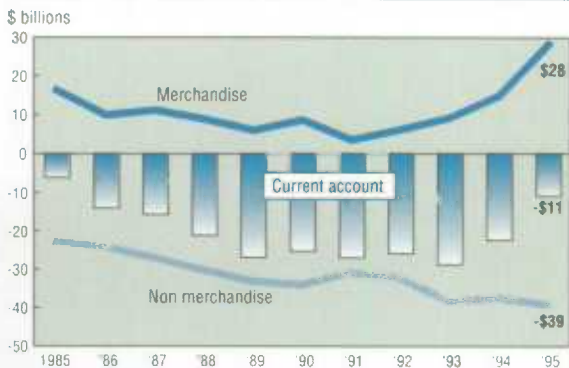 $ billions
30
20
10
0
-10
-20
-30
-40
-50
Merchandise
$28
Current account
-$11
Non merchandise
-$39
1985 '86 '87 '88 89 '90 '91 '92 '93 '94 '95